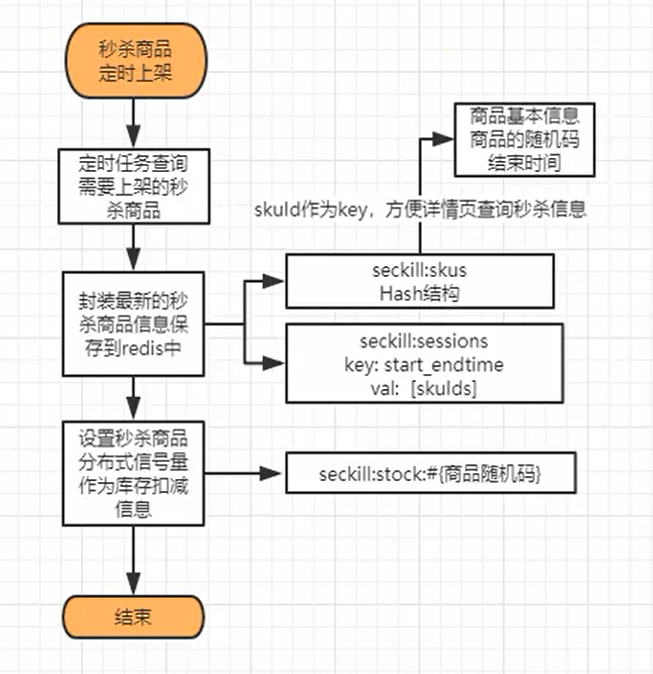 秒杀商品
定时上架
定时任务查询
需要上架的秒
杀商品
商品基本信息
商品的随机码
结束时间
skuId作为key，方便详情页查询秒杀信息
封装最新的秒
杀商品信息保
存到redis中
seckill:skus
Hash结构
seckill:sessions
key: start_endtime
val: [skuIds]
设置秒杀商品
分布式信号量
作为库存扣减
信息
seckill:stock:#{商品随机码}
结束